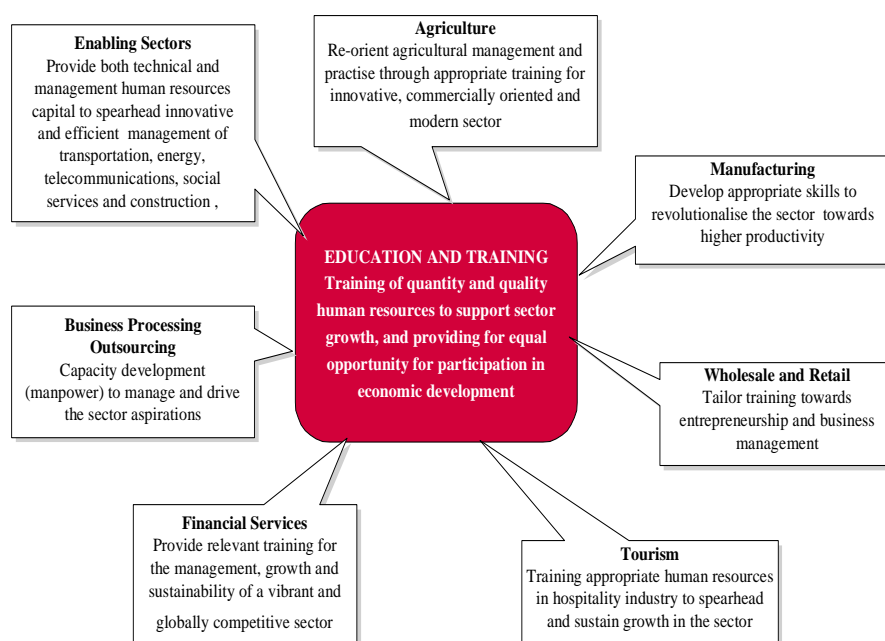 Enabling Sectors
Provide both technical and
management human resources
capital to spearhead innovative
and efficient management of
transportation, energy,
telecommunications, social
services and construction ,
Agriculture
Re-orient agricultural management and
practise through appropriate training for
innovative, commercially oriented and
modern sector
Manufacturing
Develop appropriate skills to
revolutionalise the sector towards
higher productivity
EDUCATION AND TRAINING
Training of quantity and quality
human resources to support sector
growth, and providing for equal
opportunity for participation in
economic development
Business Processing
Outsourcing
Capacity development
(manpower) to manage and drive
the sector aspirations
Wholesale and Retail
Tailor training towards
entrepreneurship and business
management
Financial Services
Provide relevant training for
the management, growth and
sustainability of a vibrant and
globally competitive sector
Tourism
Training appropriate human resources
in hospitality industry to spearhead
and sustain growth in the sector